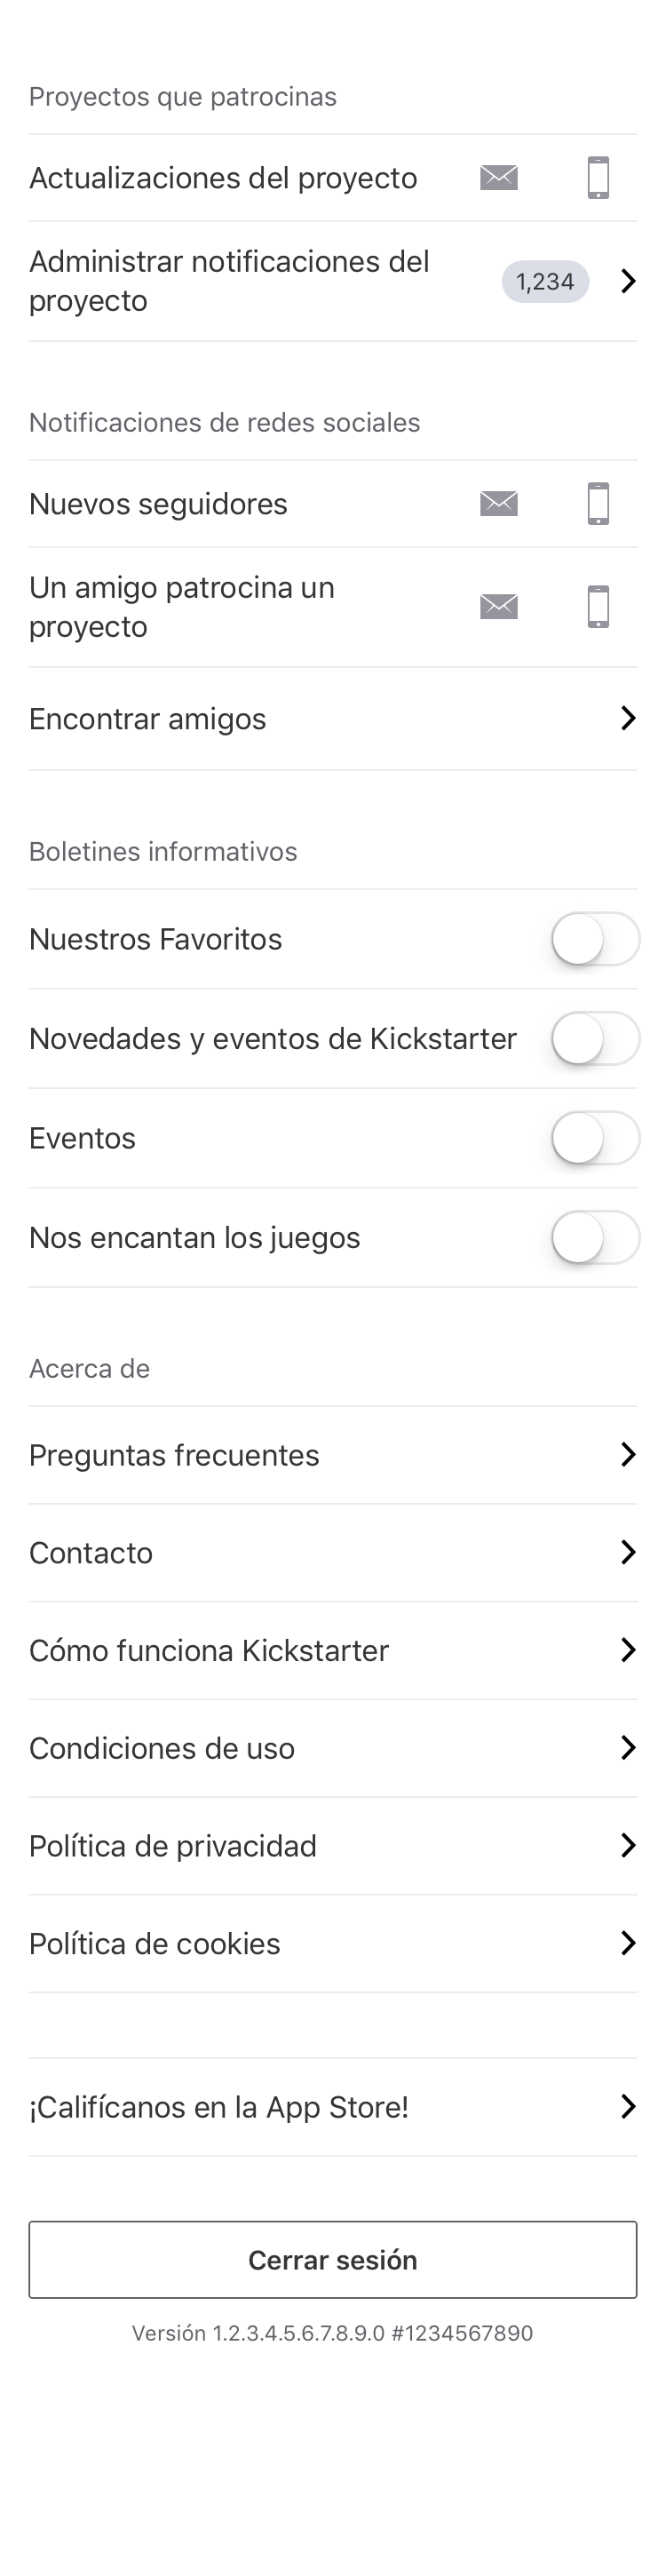 Proyectos que patrocinas
Actualizaciones del proyecto
Administrar notificaciones del
proyecto
1,234
Notificaciones de redes sociales
Nuevos seguidores
Un amigo patrocina un
proyecto
Encontrar amigos
Boletines informativos
Nuestros Favoritos
Novedades y eventos de Kickstarter
Eventos
Nos encantan los juegos
Acerca de
Preguntas frecuentes
Contacto
Cómo funciona Kickstarter
Condiciones de uso
Política de privacidad
Política de cookies
¡Califícanos en la App Store!
Cerrar sesión
Versión 1.2.3.4.5.6.7.8.9.0 #1234567890